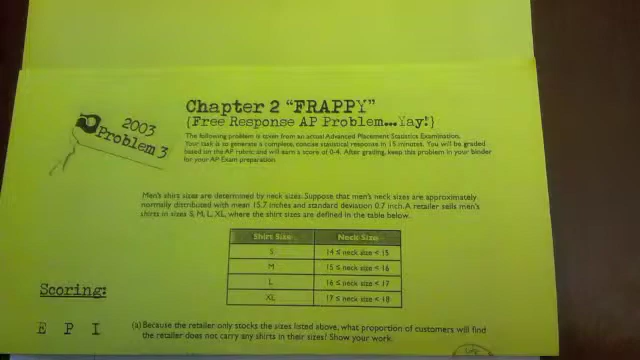 Chapter 2 "FRAPPY"
(Free Response AP Problem...Yay!)
2003
Problem 3
The following problem is taken from an actual Advanced Placement Statistics Examination.
Your task is to generate a complete, concise statistical response in 15 minutes. You will be graded
based on the AP rubric and will earn a score of 0-4. After grading, keep this problem in your binder
for your AP Exam preparation.
Men's shirt sizes are determined by neck sizes. Suppose that men's neck sizes are approximately
normally distributed with mean 15.7 inches and standard deviation 0.7 inch. A retailer sells men's
shirts in sizes S, M, L, XL, where the shirt sizes are defined in the table below.
Shirt Size Neck Size
S 14 ≤ neck size < 15
M 15 ≤ neck size < 16
L 16 ≤ neck size < 17
XL 17 ≤ neck size < 18
Scoring:
E P I
(a) Because the retailer only stocks the sizes listed above, what proportion of customers will find
the retailer does not carry any shirts in their sizes? Show your work.